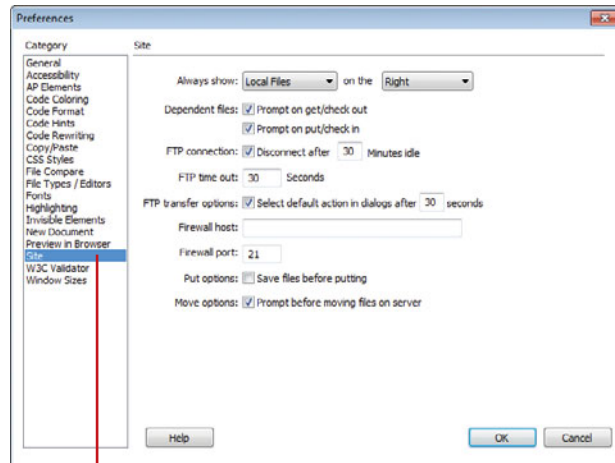 Preferences
Category
General
Accessibility
AP Elements
Code Coloring
Code Format
Code Hints
Code Rewriting
Copy/Paste
CSS Styles
File Compare
File Types / Editors
Fonts
Highlighting
Invisible Elements
New Document
Preview in Browser
Site
W3C Validator
Window Sizes
Site
Always show: Local Files on the Right
Dependent files: Prompt on get/check out
Prompt on put/check in
FTP connection: Disconnect after 30 Minutes idle
FTP time out: 30 Seconds
FTP transfer options: Select default action in dialogs after 30 seconds
Firewall host:
Firewall port: 21
Put options: Save files before putting
Move options: Prompt before moving files on server
Help
OK
Cancel